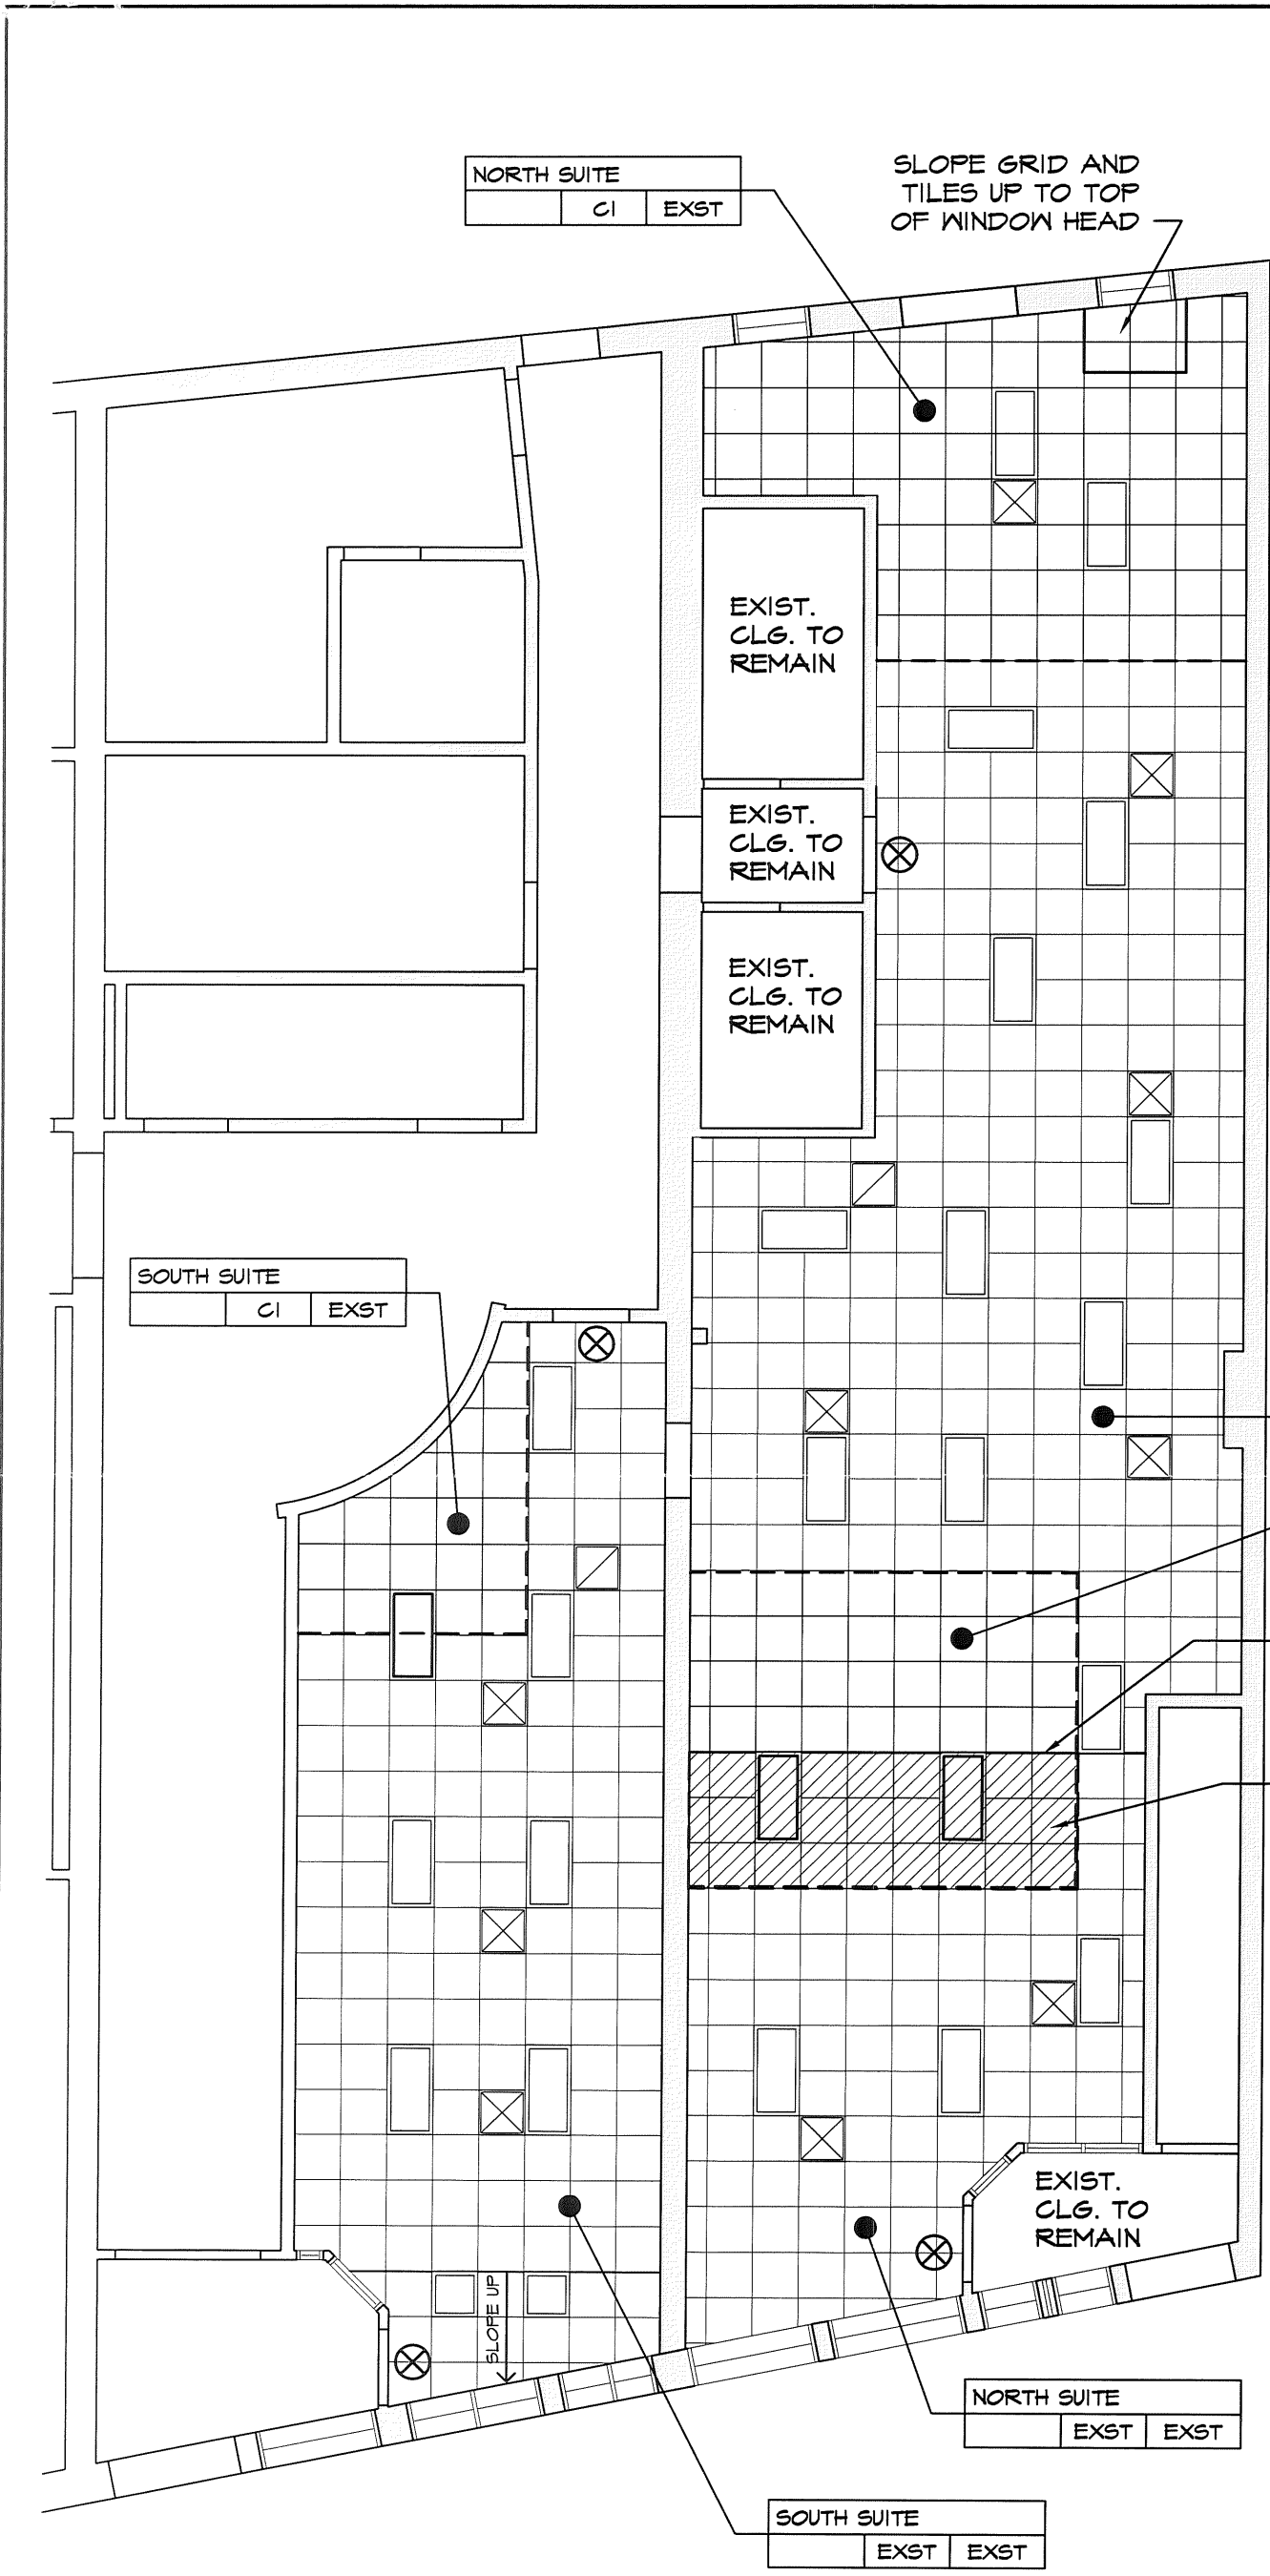 NORTH SUITE
C1 EXST
SLOPE GRID AND
TILES UP TO TOP
OF WINDOW HEAD
EXIST.
CLG. TO
REMAIN
EXIST.
CLG. TO
REMAIN
EXIST.
CLG. TO
REMAIN
SOUTH SUITE
C1 EXST
EXIST.
CLG. TO
REMAIN
SLOPE UP
NORTH SUITE
EXST EXST
SOUTH SUITE
EXST EXST